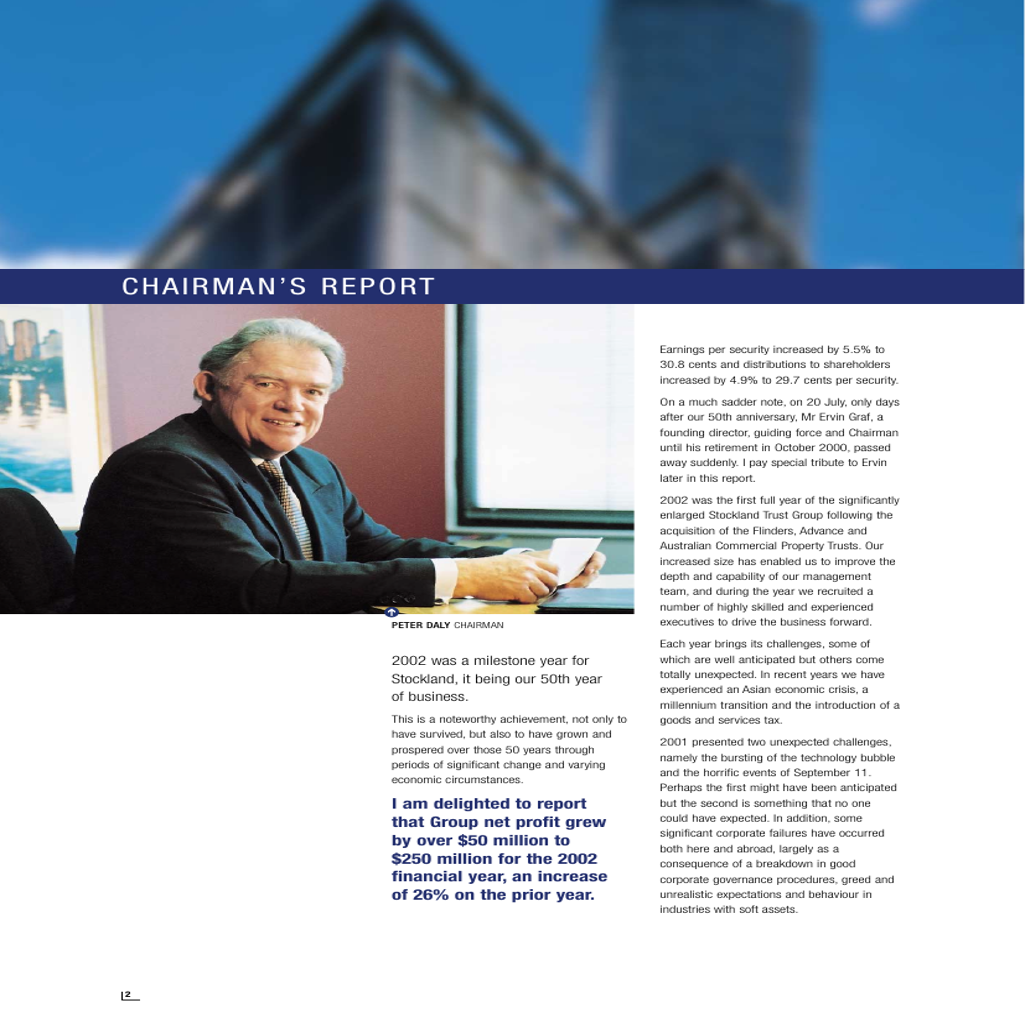 CHAIRMAN'S REPORT
PETER DALY CHAIRMAN
2002 was a milestone year for
Stockland, it being our 50th year
of business.
This is a noteworthy achievement, not only to
have survived, but also to have grown and
prospered over those 50 years through
periods of significant change and varying
economic circumstances.
I am delighted to report
that Group net profit grew
by over $50 million to
$250 million for the 2002
financial year, an increase
of 26% on the prior year.
Earnings per security increased by 5.5% to
30.8 cents and distributions to shareholders
increased by 4.9% to 29.7 cents per security.
On a much sadder note, on 20 July, only days
after our 50th anniversary, Mr Ervin Graf, a
founding director, guiding force and Chairman
until his retirement in October 2000, passed
away suddenly. I pay special tribute to Ervin
later in this report.
2002 was the first full year of the significantly
enlarged Stockland Trust Group following the
acquisition of the Flinders, Advance and
Australian Commercial Property Trusts. Our
increased size has enabled us to improve the
depth and capability of our management
team, and during the year we recruited a
number of highly skilled and experienced
executives to drive the business forward.
Each year brings its challenges, some of
which are well anticipated but others come
totally unexpected. In recent years we have
experienced an Asian economic crisis, a
millennium transition and the introduction of a
goods and services tax.
2001 presented two unexpected challenges,
namely the bursting of the technology bubble
and the horrific events of September 11.
Perhaps the first might have been anticipated
but the second is something that no one
could have expected. In addition, some
significant corporate failures have occurred
both here and abroad, largely as a
consequence of a breakdown in good
corporate governance procedures, greed and
unrealistic expectations and behaviour in
industries with soft assets.
2